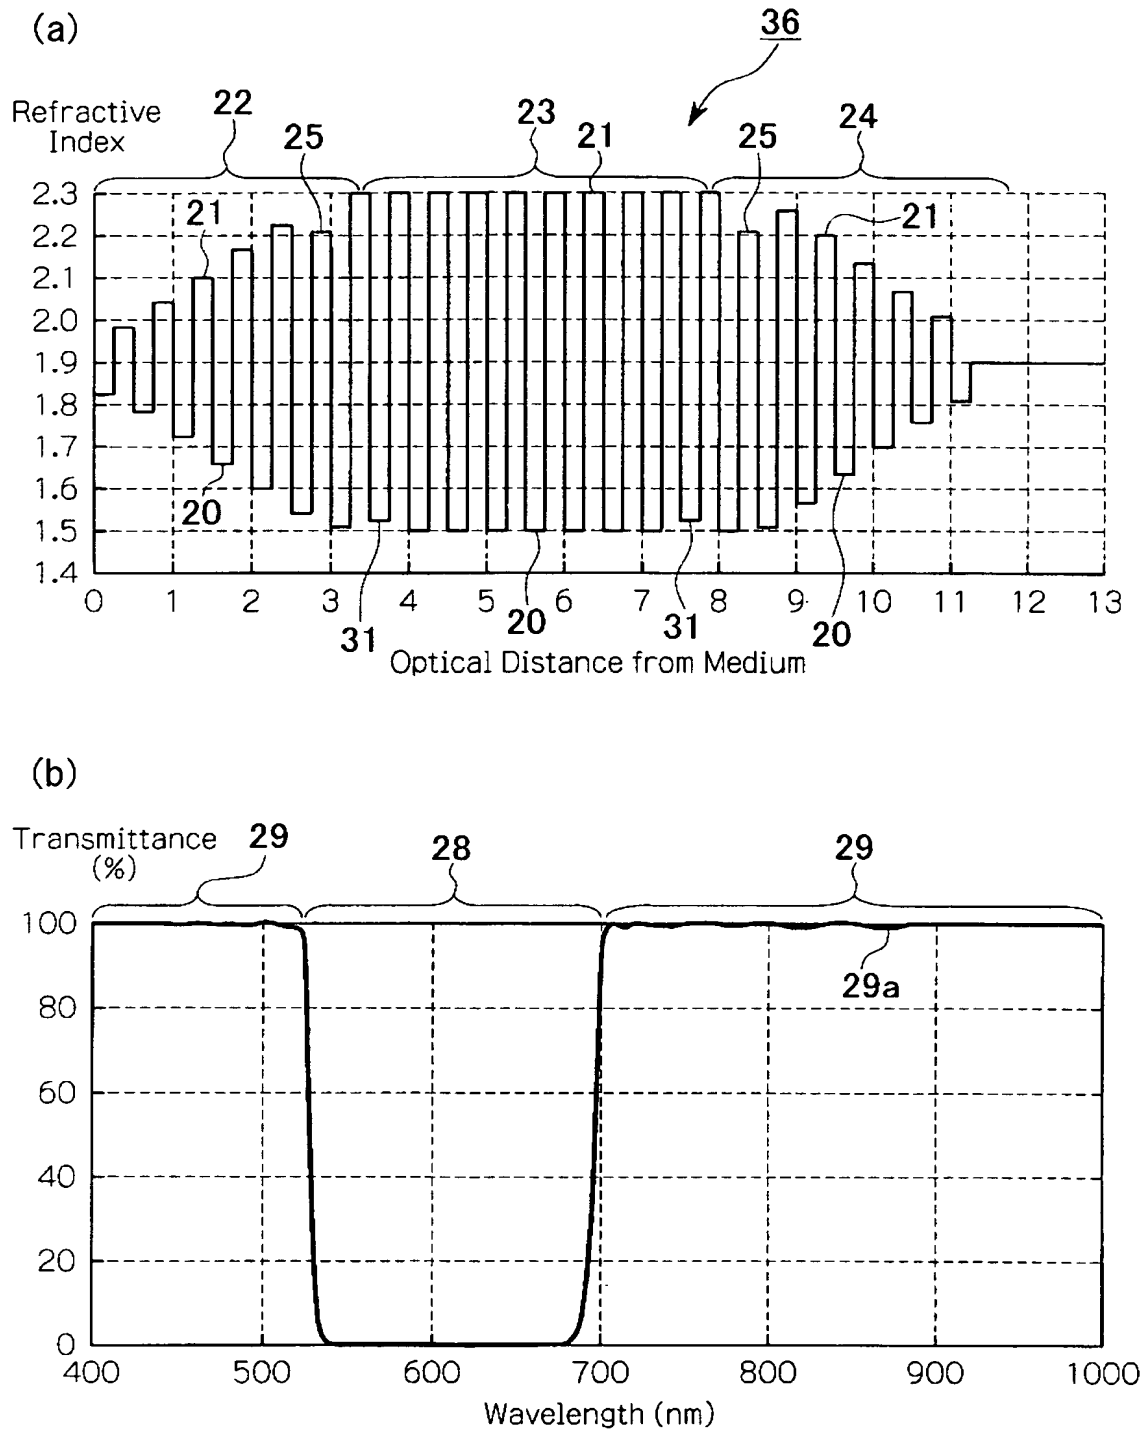 (a)
36
Refractive
Index
22
25
23
21
25
24
2.3
2.2
2.1
2.0
1.9
1.8
1.7
1.6
1.5
1.4
21
21
20
0 1 2 3 4 5 6 7 8 9 10 11 12 13
31 20 31 20
Optical Distance from Medium
(b)
Transmittance
(%)
29
28
29
100
80
60
40
20
0
29a
400 500 600 700 800 900 1000
Wavelength (nm)